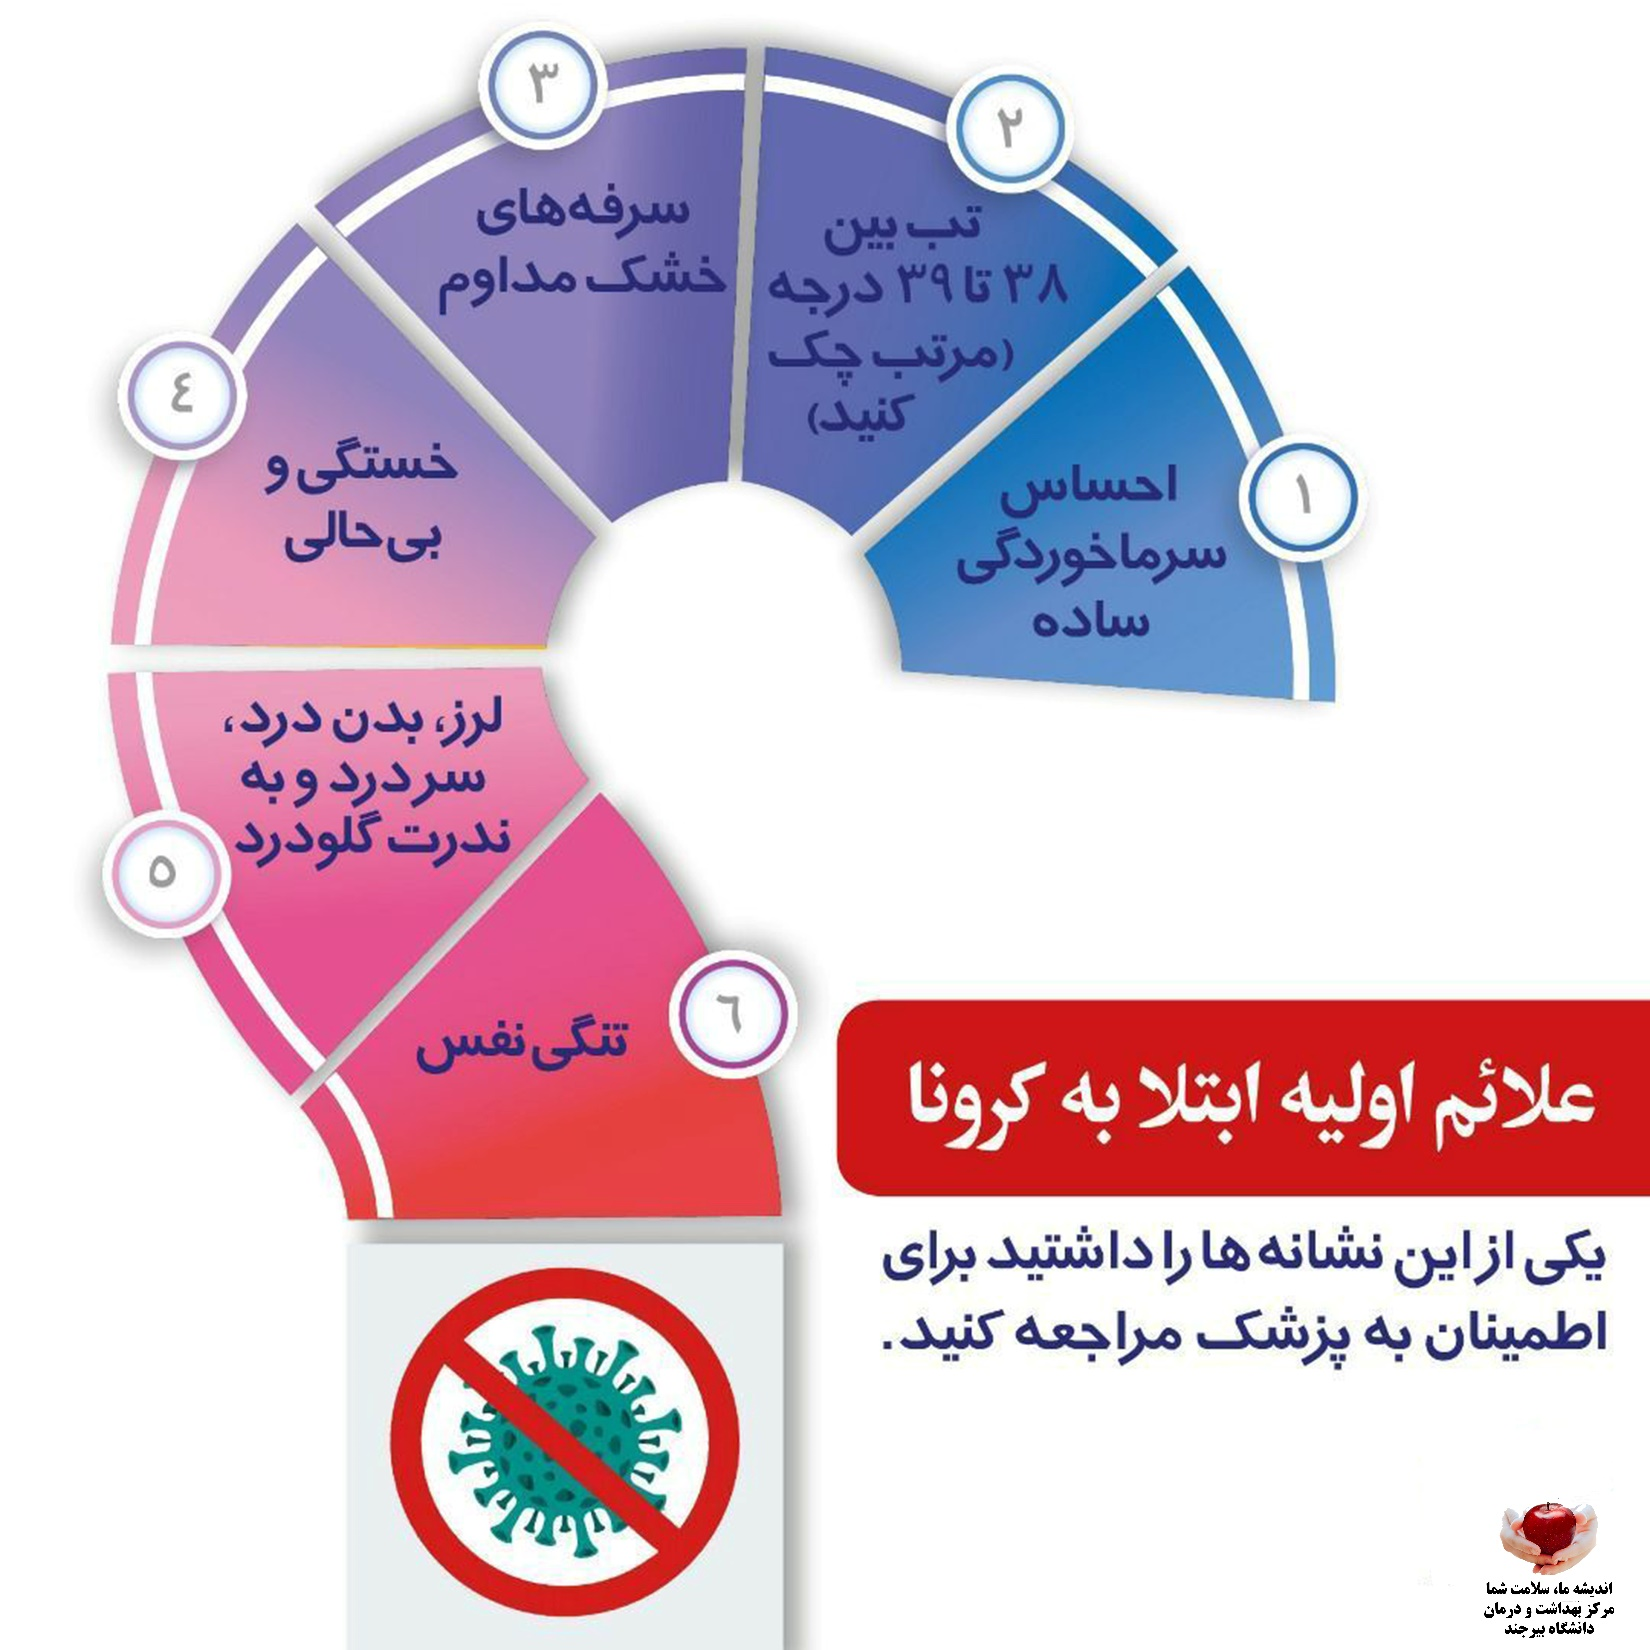 ۱
احساس
سرماخوردگی
ساده
۲
تب بین
۳۸ تا ۳۹ درجه
(مرتب چک
کنید)
۳
سرفه‌های
خشک مداوم
٤
خستگی و
بی‌حالی
٥
لرز، بدن درد،
سردرد و به
ندرت گلودرد
٦
تنگی نفس
علائم اولیه ابتلا به کرونا
یکی از این نشانه ها را داشتید برای
اطمینان به پزشک مراجعه کنید.
اندیشه ما، سلامت شما
مرکز بهداشت و درمان
دانشگاه بیرجند